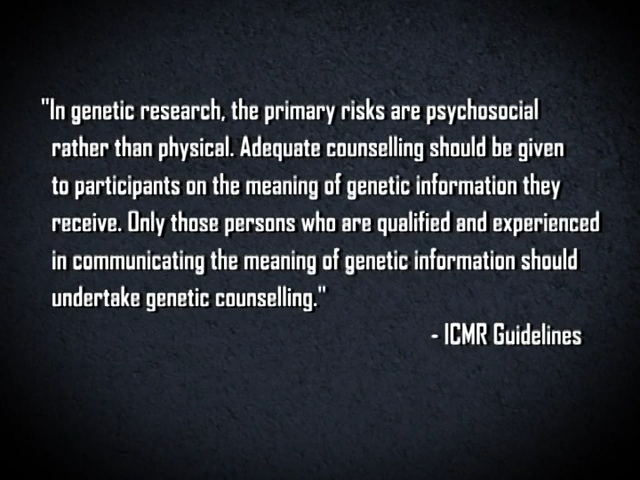 "In genetic research, the primary risks are psychosocial
rather than physical. Adequate counselling should be given
to participants on the meaning of genetic information they
receive. Only those persons who are qualified and experienced
in communicating the meaning of genetic information should
undertake genetic counselling."
- ICMR Guidelines